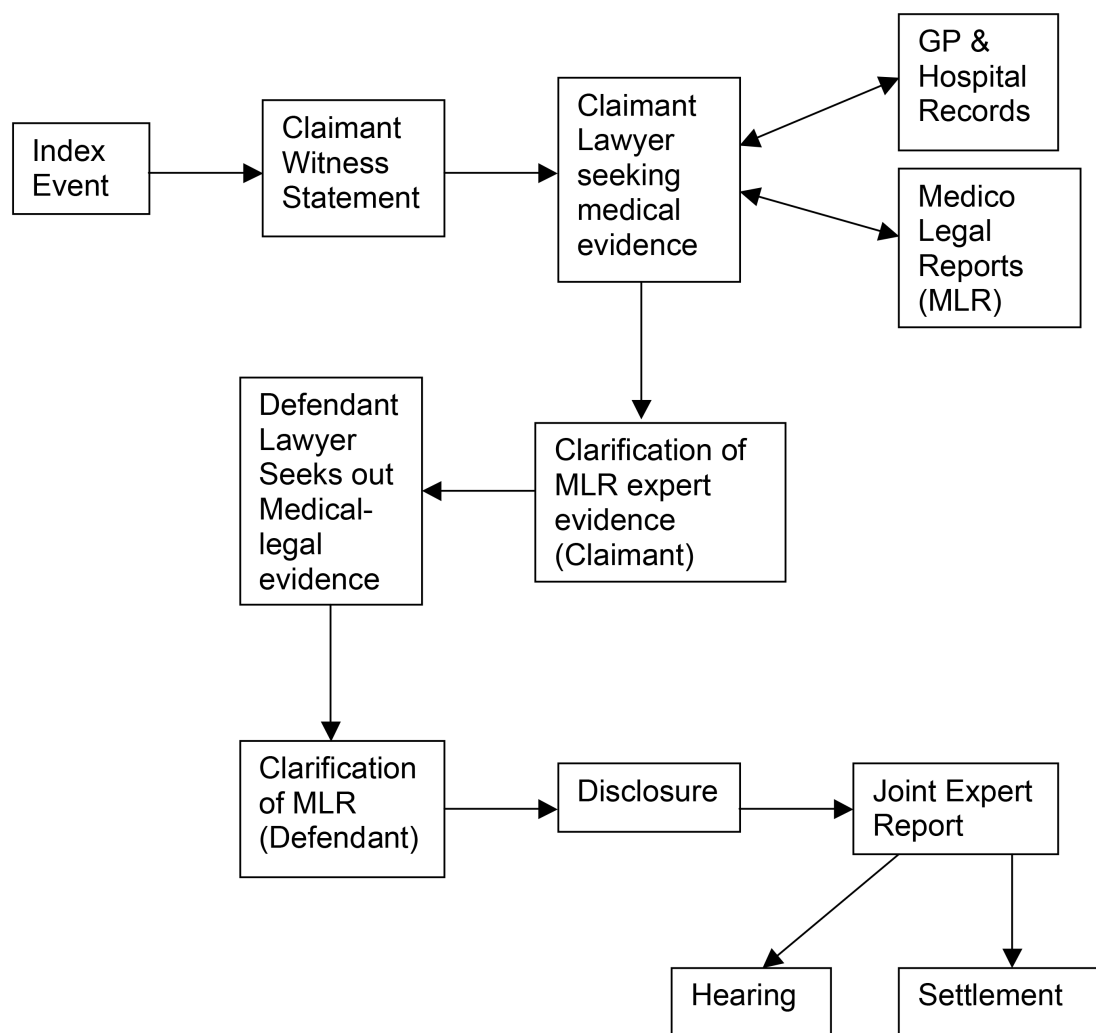 Index
Event
Claimant
Witness
Statement
Claimant
Lawyer
seeking
medical
evidence
GP &
Hospital
Records
Medico
Legal
Reports
(MLR)
Clarification of
MLR expert
evidence
(Claimant)
Defendant
Lawyer
Seeks out
Medical-
legal
evidence
Clarification
of MLR
(Defendant)
Disclosure
Joint Expert
Report
Hearing
Settlement